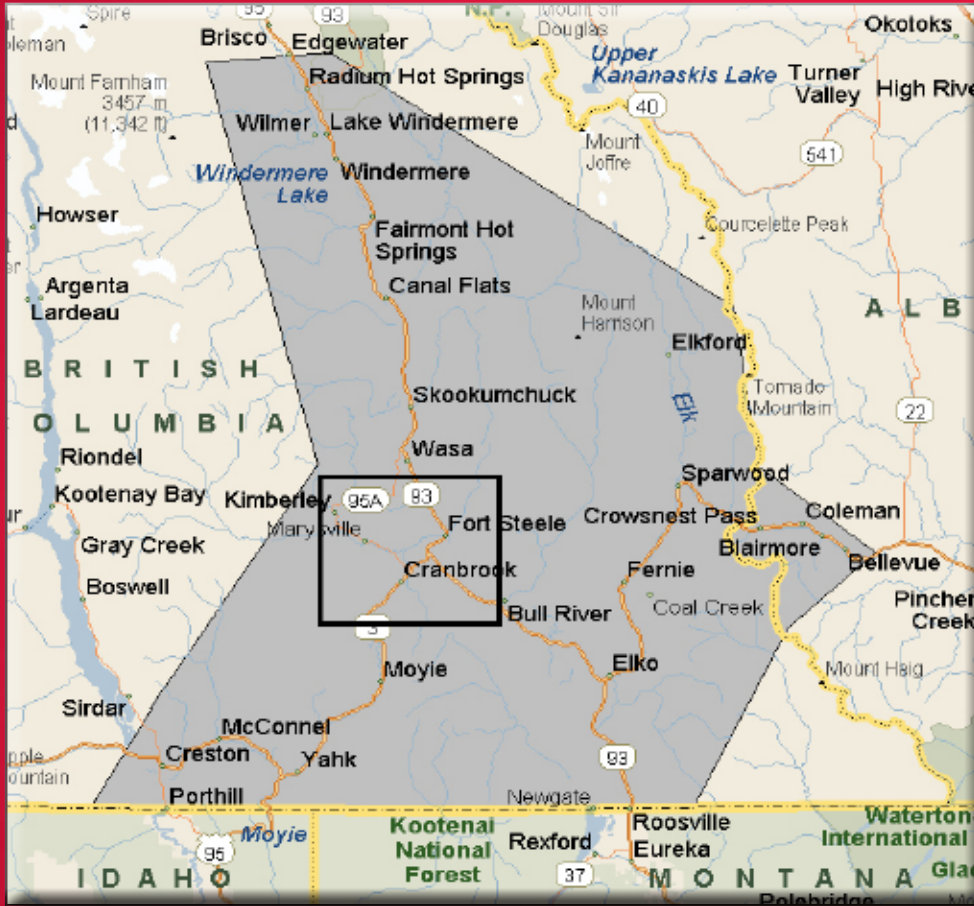 95
93
N.P.
Mount Sir
Douglas
Spire
oleman
Brisco
Edgewater
Okotoks
Upper
Kananaskis Lake
Turner
Valley
High Rive
Mount Farnham
3457 m
(11,342 ft)
Radium Hot Springs
40
Wilmer
Lake Windermere
Mount
Joffre
541
Windermere
Lake
Windermere
Howser
Fairmont Hot
Springs
Courcelette Peak
Argenta
Lardeau
Canal Flats
Mount
Harrison
A L B
Elkford
B R I T I S H
O L U M B I A
Skookumchuck
Elk
Tornado
Mountain
22
Riondel
Wasa
Sparwood
Kootenay Bay
Kimberley
95A
93
Marysville
Fort Steele
Crowsnest Pass
Coleman
Gray Creek
Blairmore
Cranbrook
Fernie
Bellevue
Boswell
Bull River
Coal Creek
Pincher
Creek
3
Moyie
Elko
Mount Haig
Sirdar
McConnel
Creston
Yahk
93
ople
ountain
Porthill
Newgate
Moyie
95
Kootenai
National
Forest
Rexford
Roosville
Eureka
Waterton-
International
Glac
37
I D A H O
M O N T A N A
Polebridge